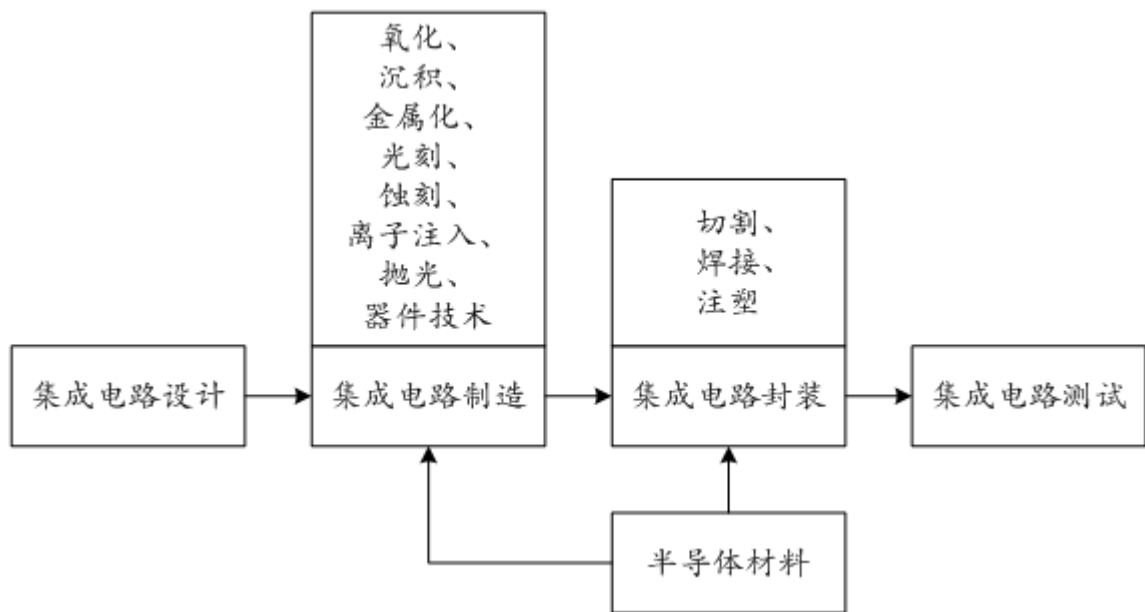 氧化、
沉积、
金属化、
光刻、
蚀刻、
离子注入、
抛光、
器件技术
切割、
焊接、
注塑
集成电路设计
集成电路制造
集成电路封装
集成电路测试
半导体材料